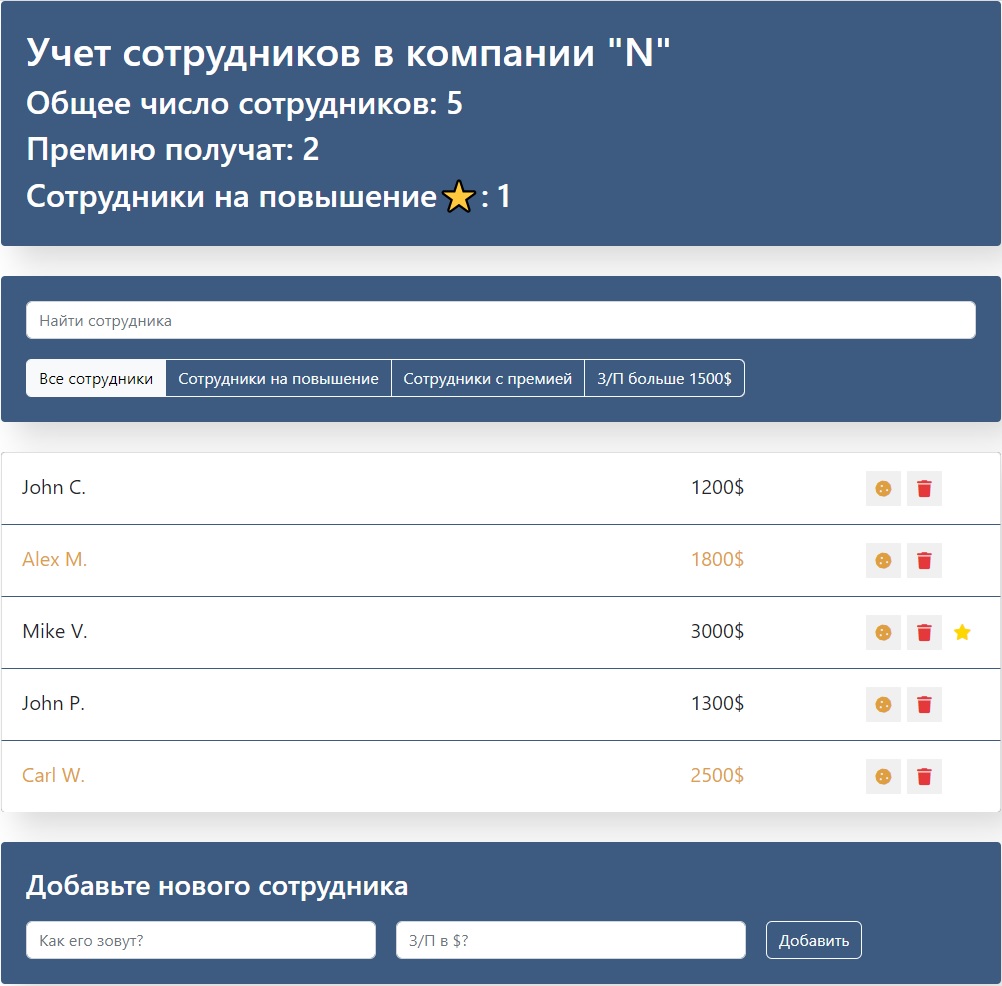 Учет сотрудников в компании "N"
Общее число сотрудников: 5
Премию получат: 2
Сотрудники на повышение⭐: 1
Найти сотрудника
Все сотрудники Сотрудники на повышение Сотрудники с премией З/П больше 1500$
John C. 1200$
Alex M. 1800$
Mike V. 3000$
John P. 1300$
Carl W. 2500$
Добавьте нового сотрудника
Как его зовут? З/П в $? Добавить